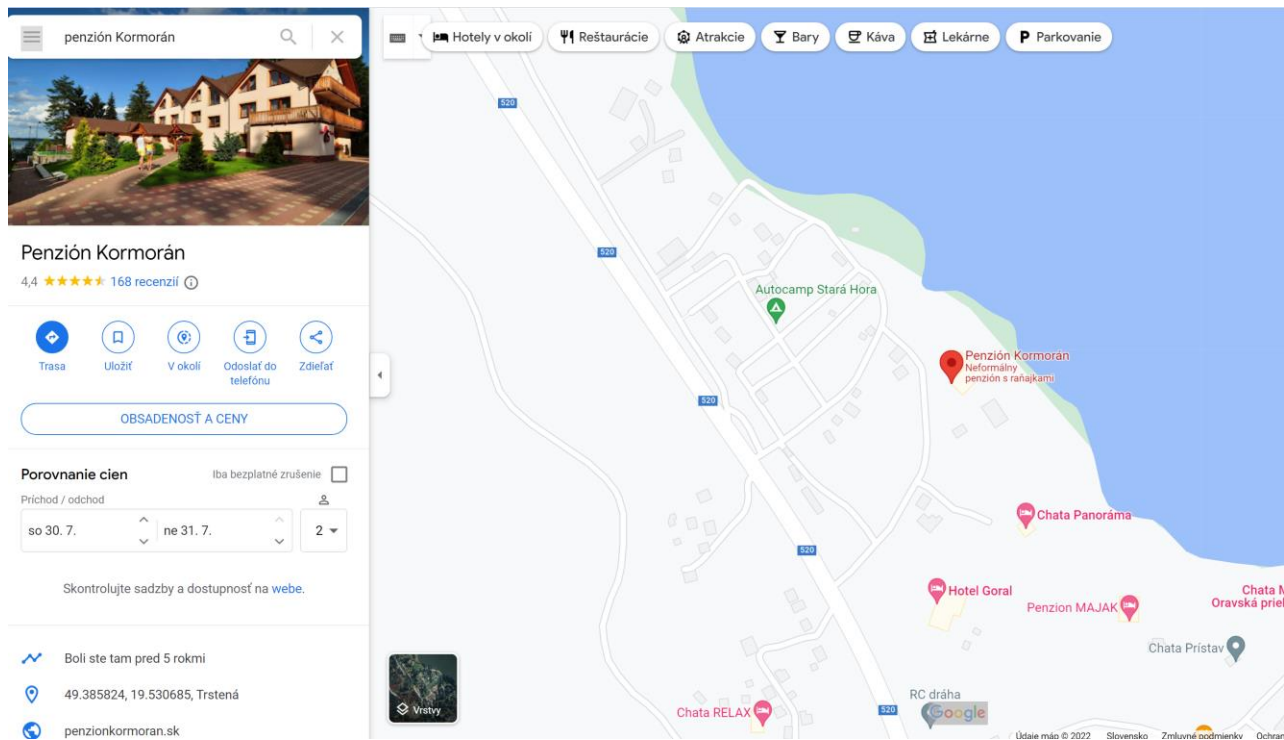 penzión Kormorán
Hotely v okolí
Reštaurácie
Atrakcie
Bary
Káva
Lekárne
P Parkovanie
Penzión Kormorán
4,4 168 recenzií
Trasa
Uložiť
V okolí
Odoslať do
telefónu
Zdieľať
OBSADENOSŤ A CENY
Porovnanie cien
Iba bezplatné zrušenie
Príchod / odchod
so 30. 7.
ne 31. 7.
2
Skontrolujte sadzby a dostupnosť na webe.
Boli ste tam pred 5 rokmi
49.385824, 19.530685, Trstená
penzionkormoran.sk
520
520
Autocamp Stará Hora
Penzión Kormorán
Neformálny
penzión s raňajkami
520
Chata Panoráma
520
Hotel Goral
Penzion MAJAK
Chata
Oravská
Chata Prístav
RC dráha
Chata RELAX
520
Google
Vrstvy
Údaje máp © 2022
Slovensko
Zmluvné podmienky